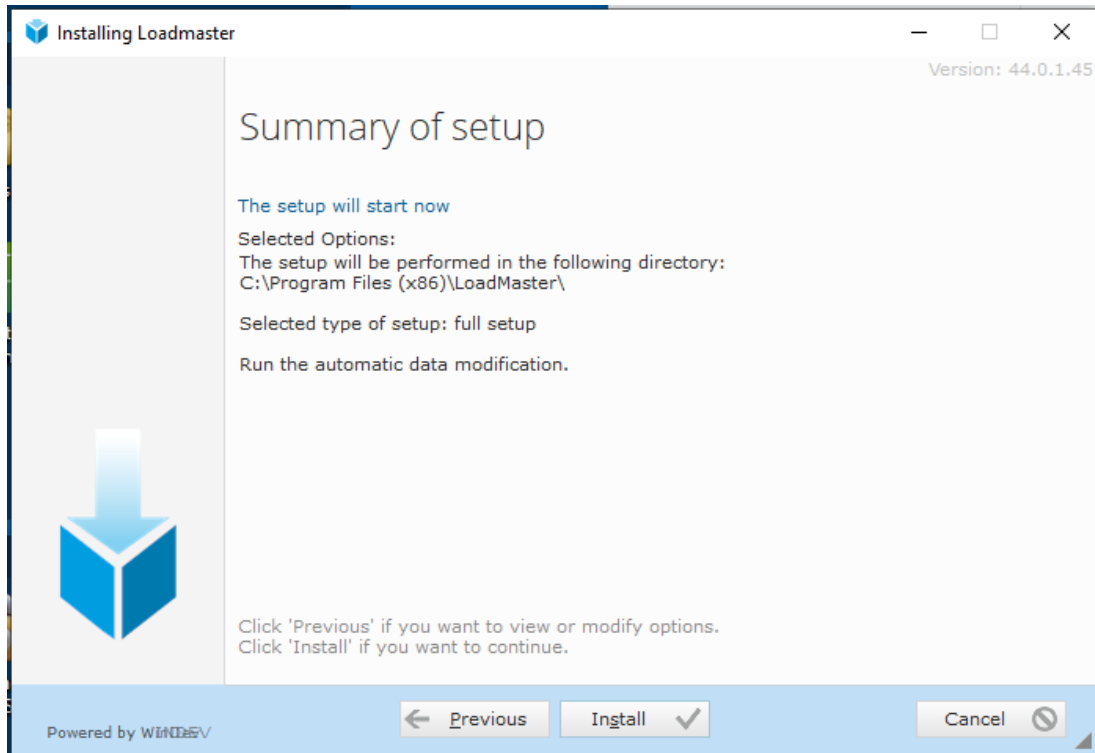 Installing Loadmaster
Version: 44.0.1.45
Summary of setup
The setup will start now
Selected Options:
The setup will be performed in the following directory:
C:\Program Files (x86)\LoadMaster\
Selected type of setup: full setup
Run the automatic data modification.
Click 'Previous' if you want to view or modify options.
Click 'Install' if you want to continue.
Powered by WINDEV
Previous
Install
Cancel